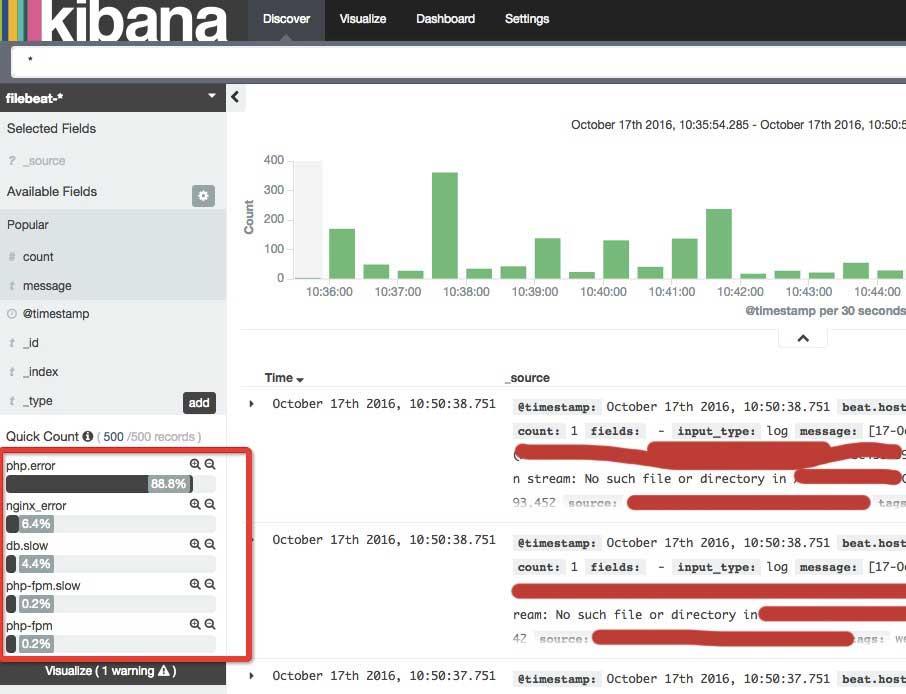 kibana
Discover Visualize Dashboard Settings
*
filebeat-*
Selected Fields
? _source
Available Fields
Popular
# count
t message
@timestamp
t _id
t _index
t _type add
Quick Count ( 500 /500 records )
php.error
88.8%
nginx_error
6.4%
db.slow
4.4%
php-fpm.slow
0.2%
php-fpm
0.2%
Visualize ( 1 warning )
October 17th 2016, 10:35:54.285 - October 17th 2016, 10:50:5
Count
400
300
200
100
0
10:36:00 10:37:00 10:38:00 10:39:00 10:40:00 10:41:00 10:42:00 10:43:00 10:44:00
@timestamp per 30 seconds
Time _source
October 17th 2016, 10:50:38.751 @timestamp: October 17th 2016, 10:50:38.751 beat.host
count: 1 fields: - input_type: log message: [17-Oc
n stream: No such file or directory in
93.452 source: tags
October 17th 2016, 10:50:38.751 @timestamp: October 17th 2016, 10:50:38.751 beat.host
count: 1 fields: - input_type: log message: [17-Oc
ream: No such file or directory in
42 source: tags: we
October 17th 2016, 10:50:37.751 @timestamp: October 17th 2016, 10:50:37.751 beat.host